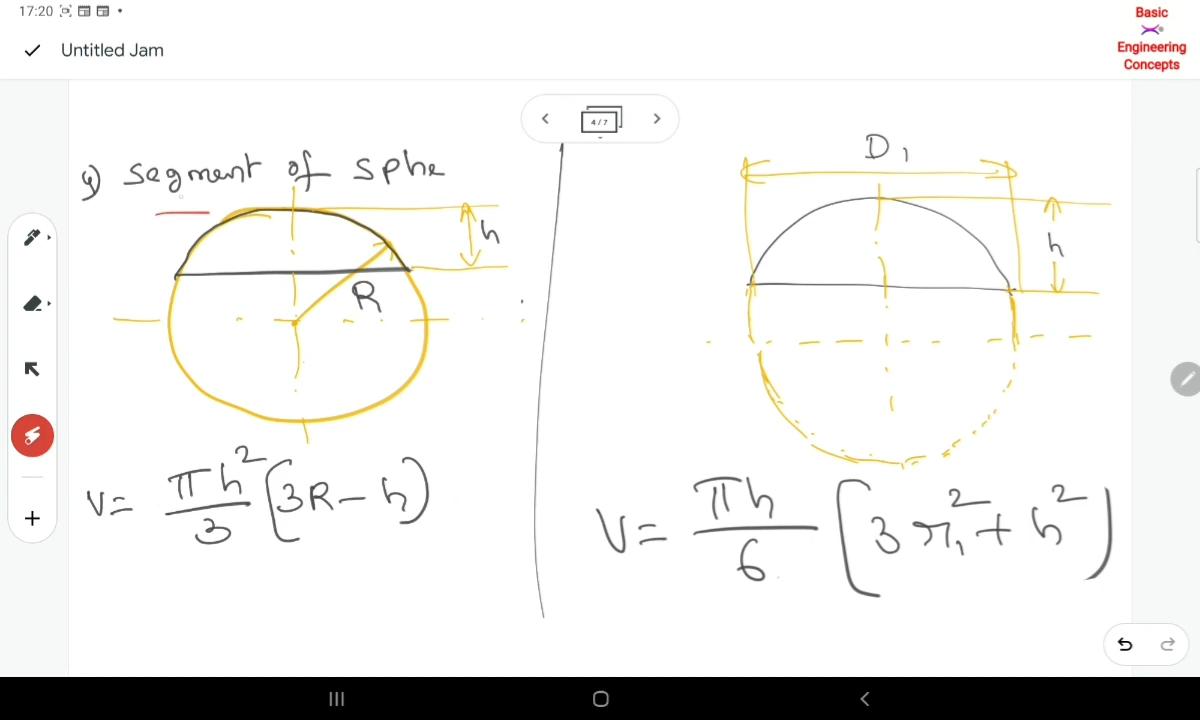 17:20
Untitled Jam
Basic
Engineering
Concepts
4/7
9) Segment of Sphe
h
R
V= πh²/3 [3R-h)
D₁
h
V= πh/6 [3r₁²+h²)